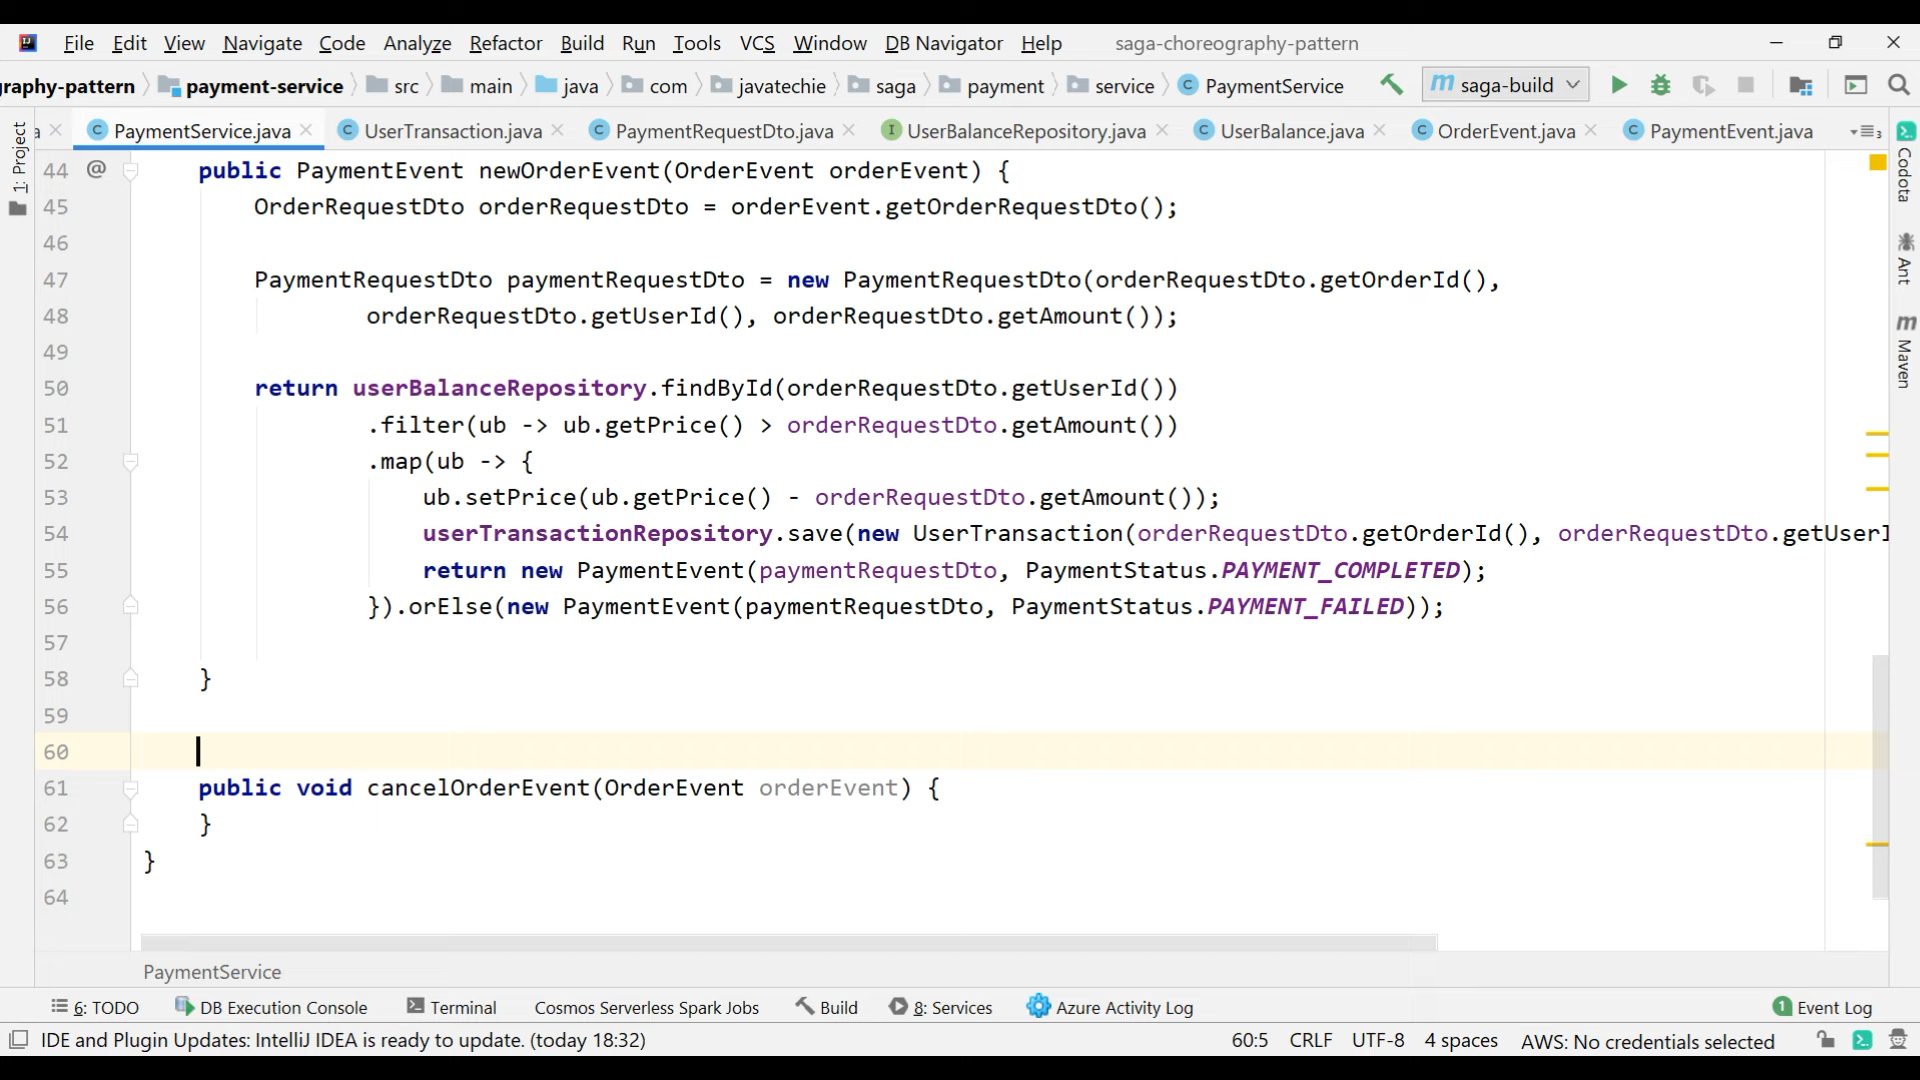 File Edit View Navigate Code Analyze Refactor Build Run Tools VCS Window DB Navigator Help saga-choreography-pattern
graphy-pattern payment-service src main java com javatechie saga payment service PaymentService saga-build
a PaymentService.java UserTransaction.java PaymentRequestDto.java UserBalanceRepository.java UserBalance.java OrderEvent.java PaymentEvent.java 3
1: Project
Codota
Ant
Maven
44 @ public PaymentEvent newOrderEvent(OrderEvent orderEvent) {
45 OrderRequestDto orderRequestDto = orderEvent.getOrderRequestDto();
46
47 PaymentRequestDto paymentRequestDto = new PaymentRequestDto(orderRequestDto.getOrderId(),
48 orderRequestDto.getUserId(), orderRequestDto.getAmount());
49
50 return userBalanceRepository.findById(orderRequestDto.getUserId())
51 .filter(ub -> ub.getPrice() > orderRequestDto.getAmount())
52 .map(ub -> {
53 ub.setPrice(ub.getPrice() - orderRequestDto.getAmount());
54 userTransactionRepository.save(new UserTransaction(orderRequestDto.getOrderId(), orderRequestDto.getUserI
55 return new PaymentEvent(paymentRequestDto, PaymentStatus.PAYMENT_COMPLETED);
56 }).orElse(new PaymentEvent(paymentRequestDto, PaymentStatus.PAYMENT_FAILED));
57
58 }
59
60
61 public void cancelOrderEvent(OrderEvent orderEvent) {
62 }
63 }
64
PaymentService
6: TODO DB Execution Console Terminal Cosmos Serverless Spark Jobs Build 8: Services Azure Activity Log 1 Event Log
IDE and Plugin Updates: IntelliJ IDEA is ready to update. (today 18:32) 60:5 CRLF UTF-8 4 spaces AWS: No credentials selected